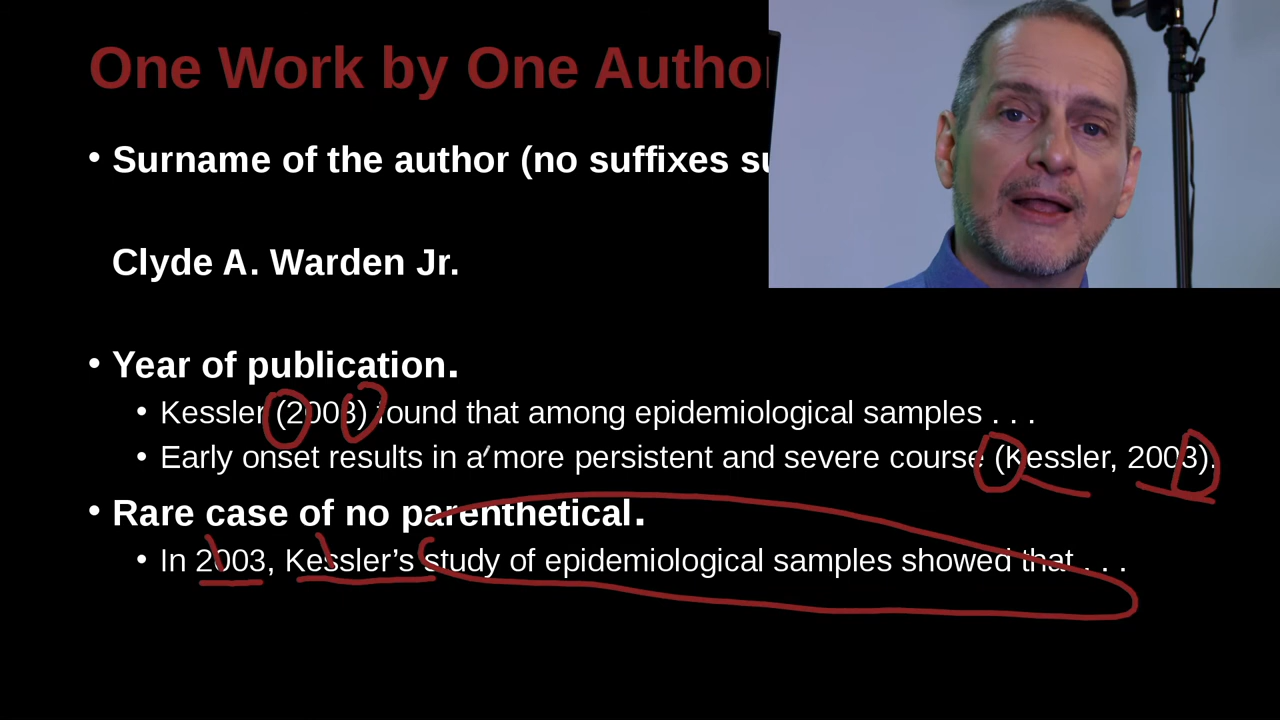 One Work by One
• Surname of the author (no suffixes
Clyde A. Warden Jr.
• Year of publication.
• Kessler (2003) found that among epidemiological samples . . .
• Early onset results in a more persistent and severe course (Kessler, 2003).
• Rare case of no parenthetical.
• In 2003, Kessler’s study of epidemiological samples showed that . . .